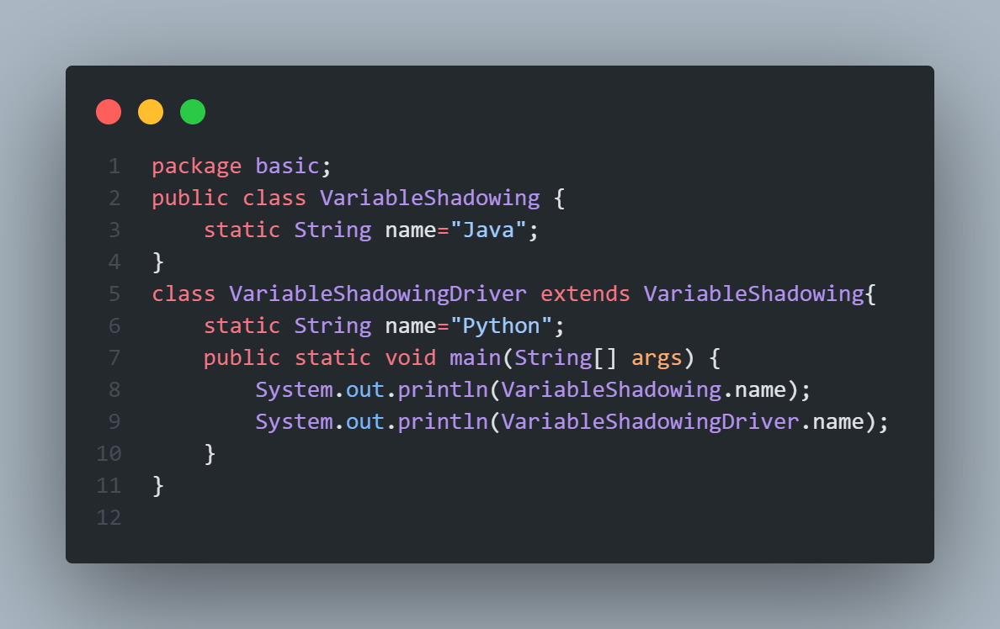 1 package basic;
2 public class VariableShadowing {
3     static String name="Java";
4 }
5 class VariableShadowingDriver extends VariableShadowing{
6     static String name="Python";
7     public static void main(String[] args) {
8         System.out.println(VariableShadowing.name);
9         System.out.println(VariableShadowingDriver.name);
10     }
11 }
12